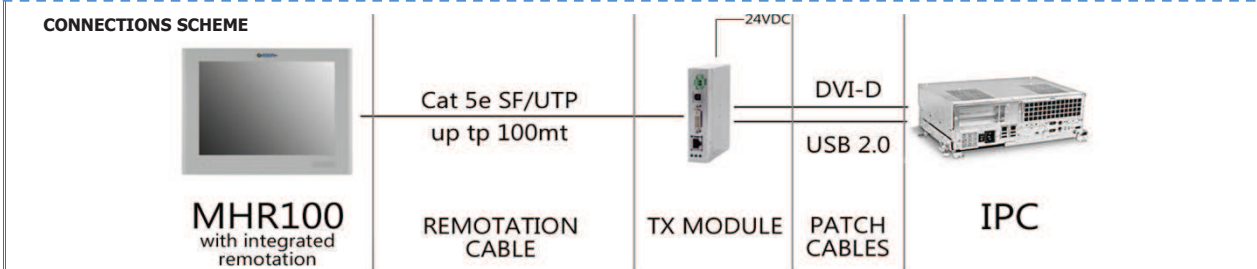 CONNECTIONS SCHEME
24VDC
Cat 5e SF/UTP
up tp 100mt
DVI-D
USB 2.0
MHR100
with integrated
remotation
REMOTATION
CABLE
TX MODULE
PATCH
CABLES
IPC